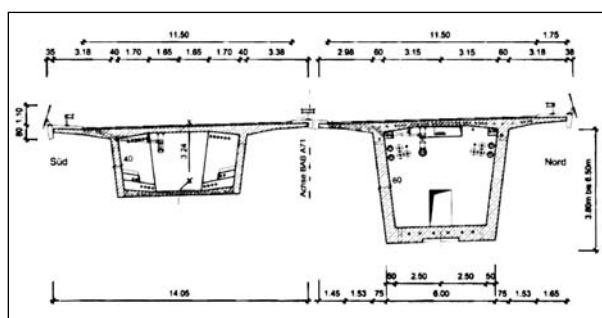 11.50 11.50 1.75
35 3.18 40 1.70 1.65 1.65 1.70 40 3.38 2.98 60 3.15 3.15 60 3.18 38
1.10
80
40
3.24
60
Süd
Nord
Achse BAB A71
3.80m bis 6.50m
50 2.50 2.50 50
14.05 1.45 1.53 75 6.00 75 1.53 1.65